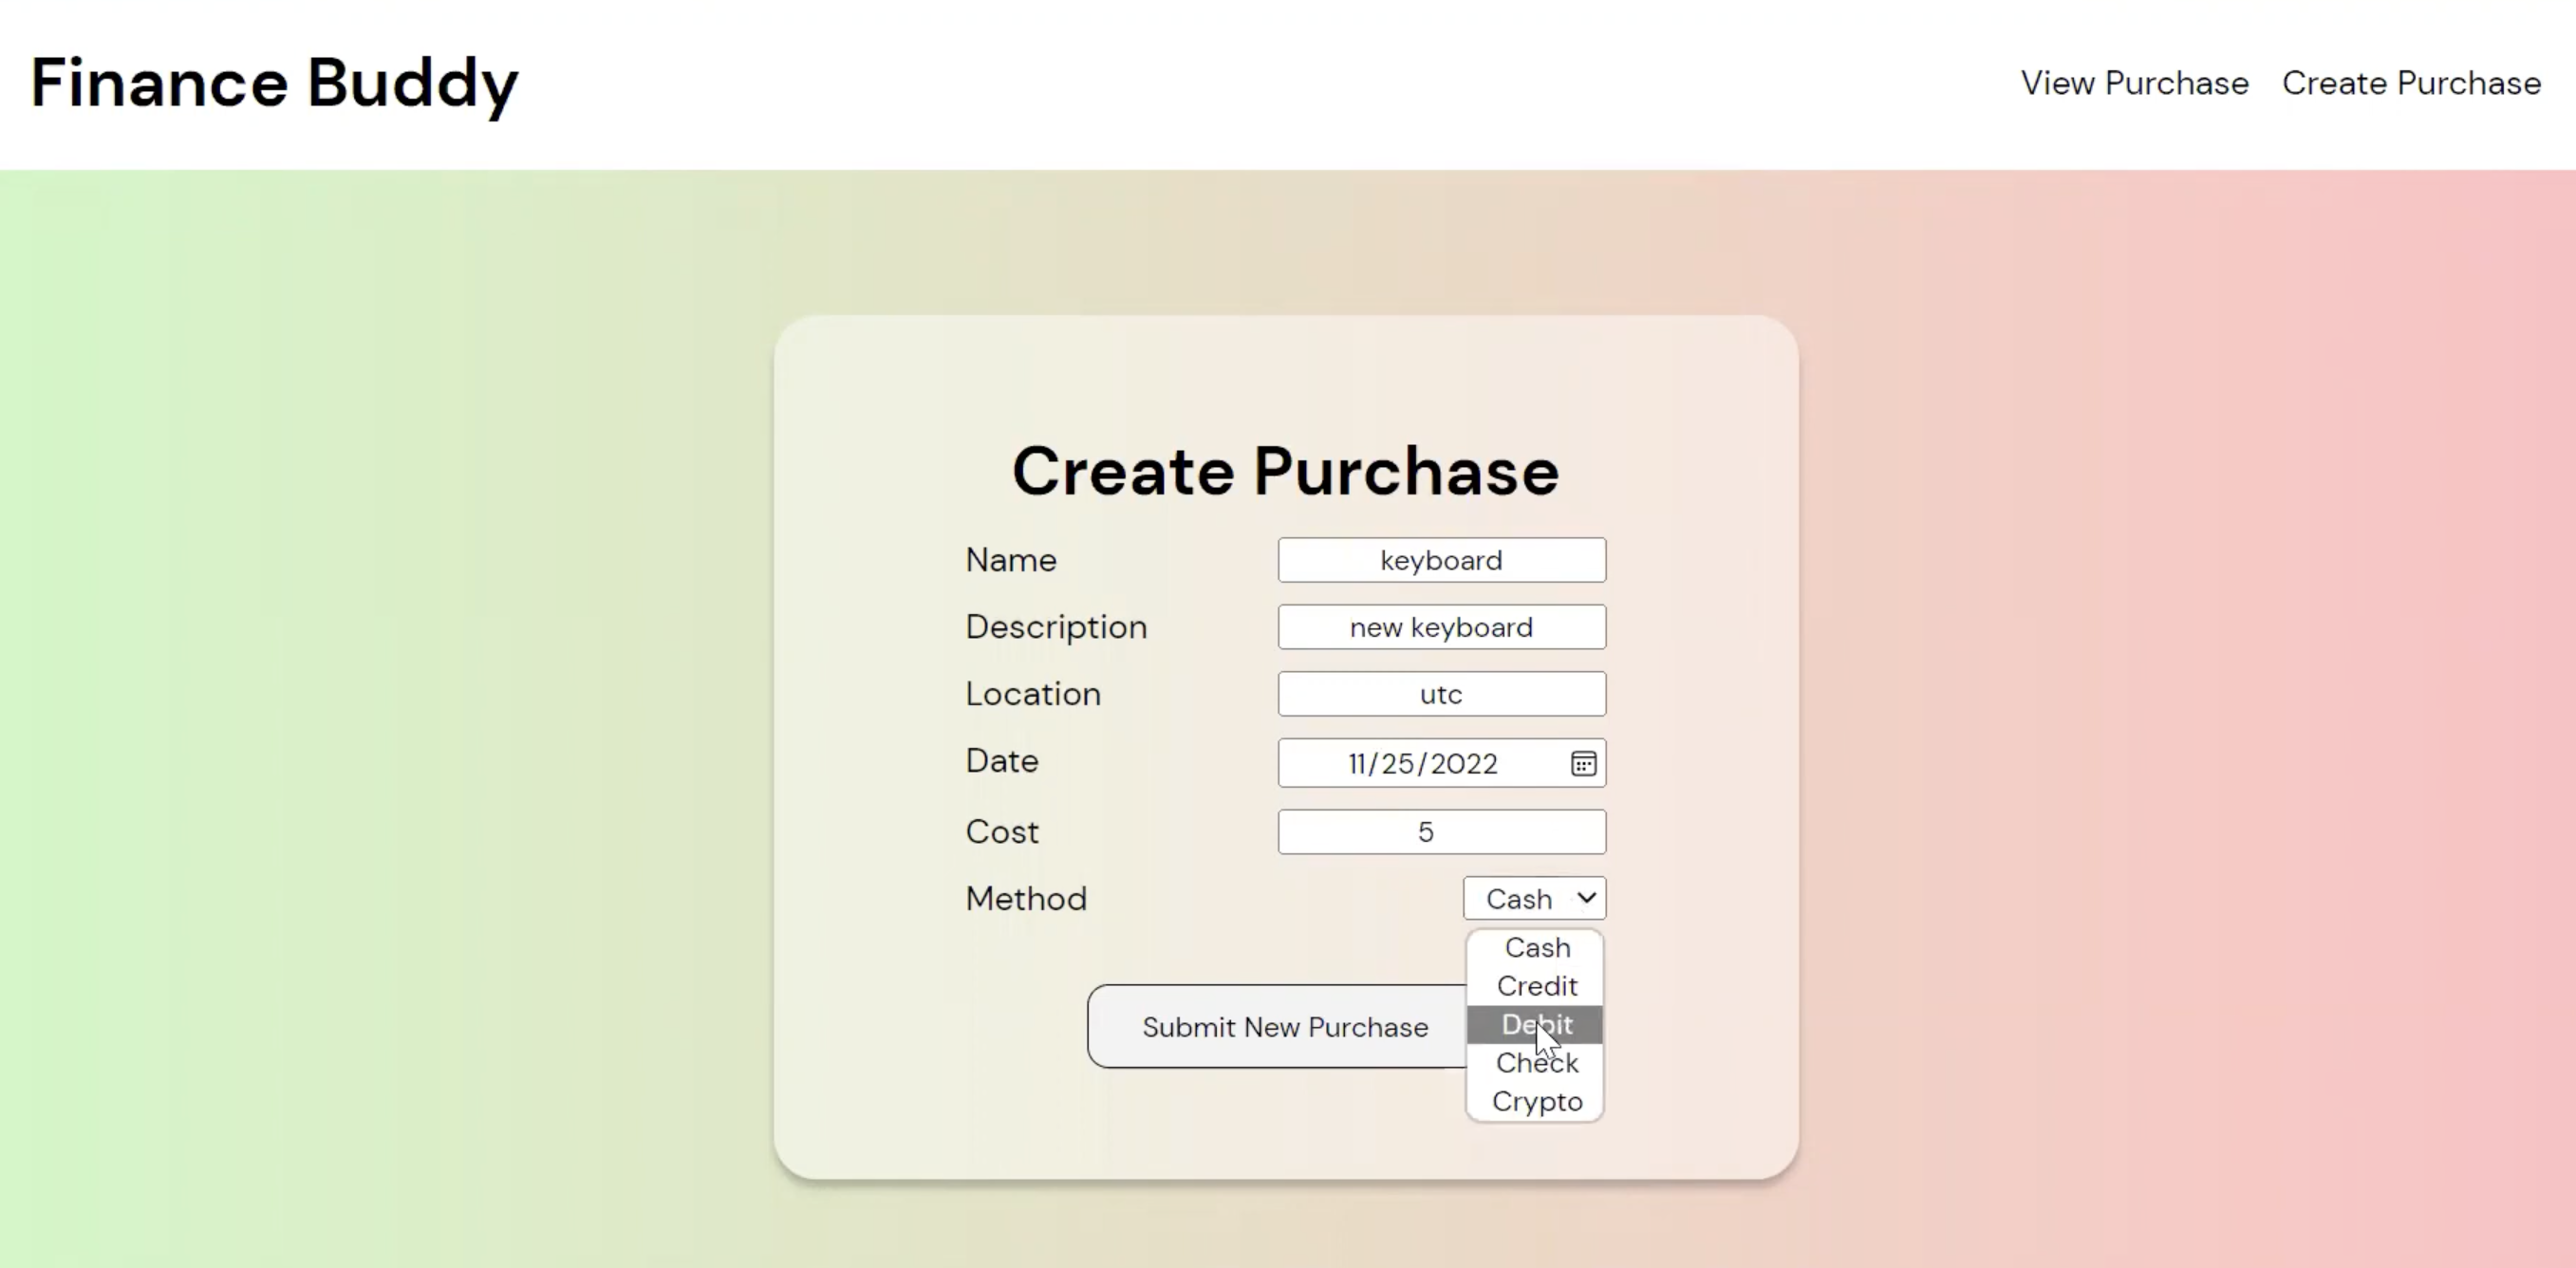 Finance Buddy
View Purchase Create Purchase
Create Purchase
Name keyboard
Description new keyboard
Location utc
Date 11/25/2022
Cost 5
Method Cash
Cash
Credit
Submit New Purchase Debit
Check
Crypto